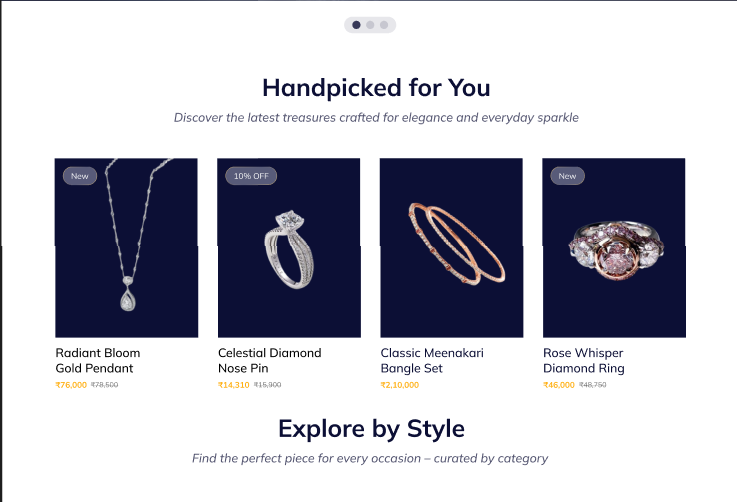 Handpicked for You
Discover the latest treasures crafted for elegance and everyday sparkle
New
10% OFF
New
Radiant Bloom
Gold Pendant
₹76,000 ₹78,500
Celestial Diamond
Nose Pin
₹14,310 ₹15,900
Classic Meenakari
Bangle Set
₹2,10,000
Rose Whisper
Diamond Ring
₹46,000 ₹48,750
Explore by Style
Find the perfect piece for every occasion – curated by category